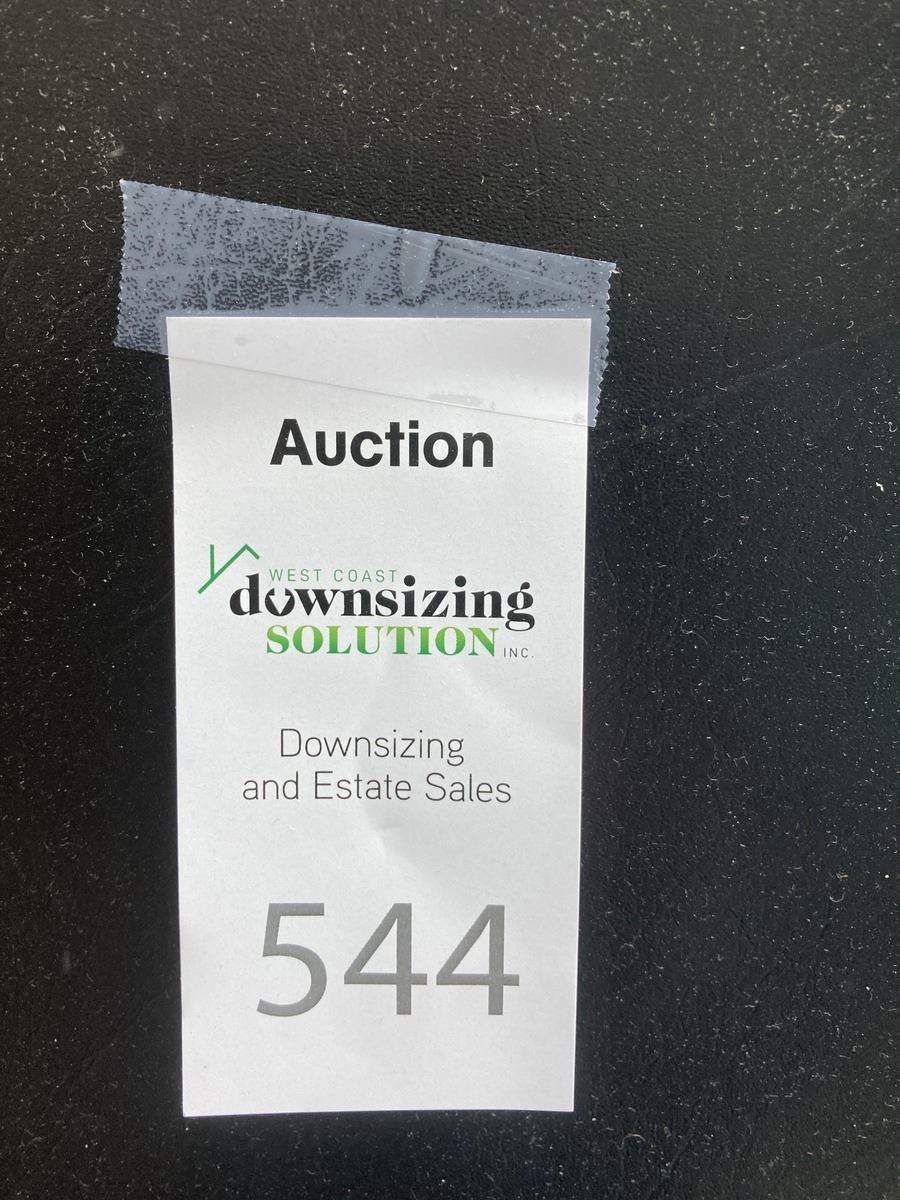 Auction
WEST COAST
downsizing
SOLUTION INC.
Downsizing
and Estate Sales
544